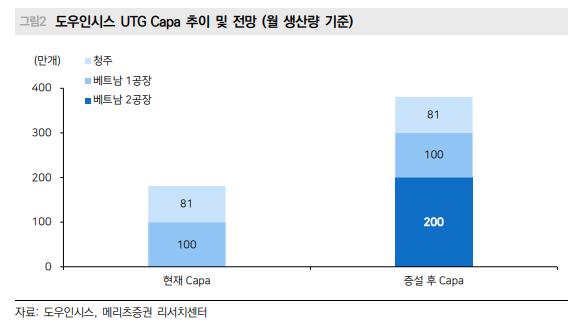 그림2 도우인시스 UTG Capa 추이 및 전망 (월 생산량 기준)
(만개)
청주
베트남 1공장
베트남 2공장
400
300
200
100
0
81
100
81
100
200
현재 Capa
증설 후 Capa
자료: 도우인시스, 메리츠증권 리서치센터